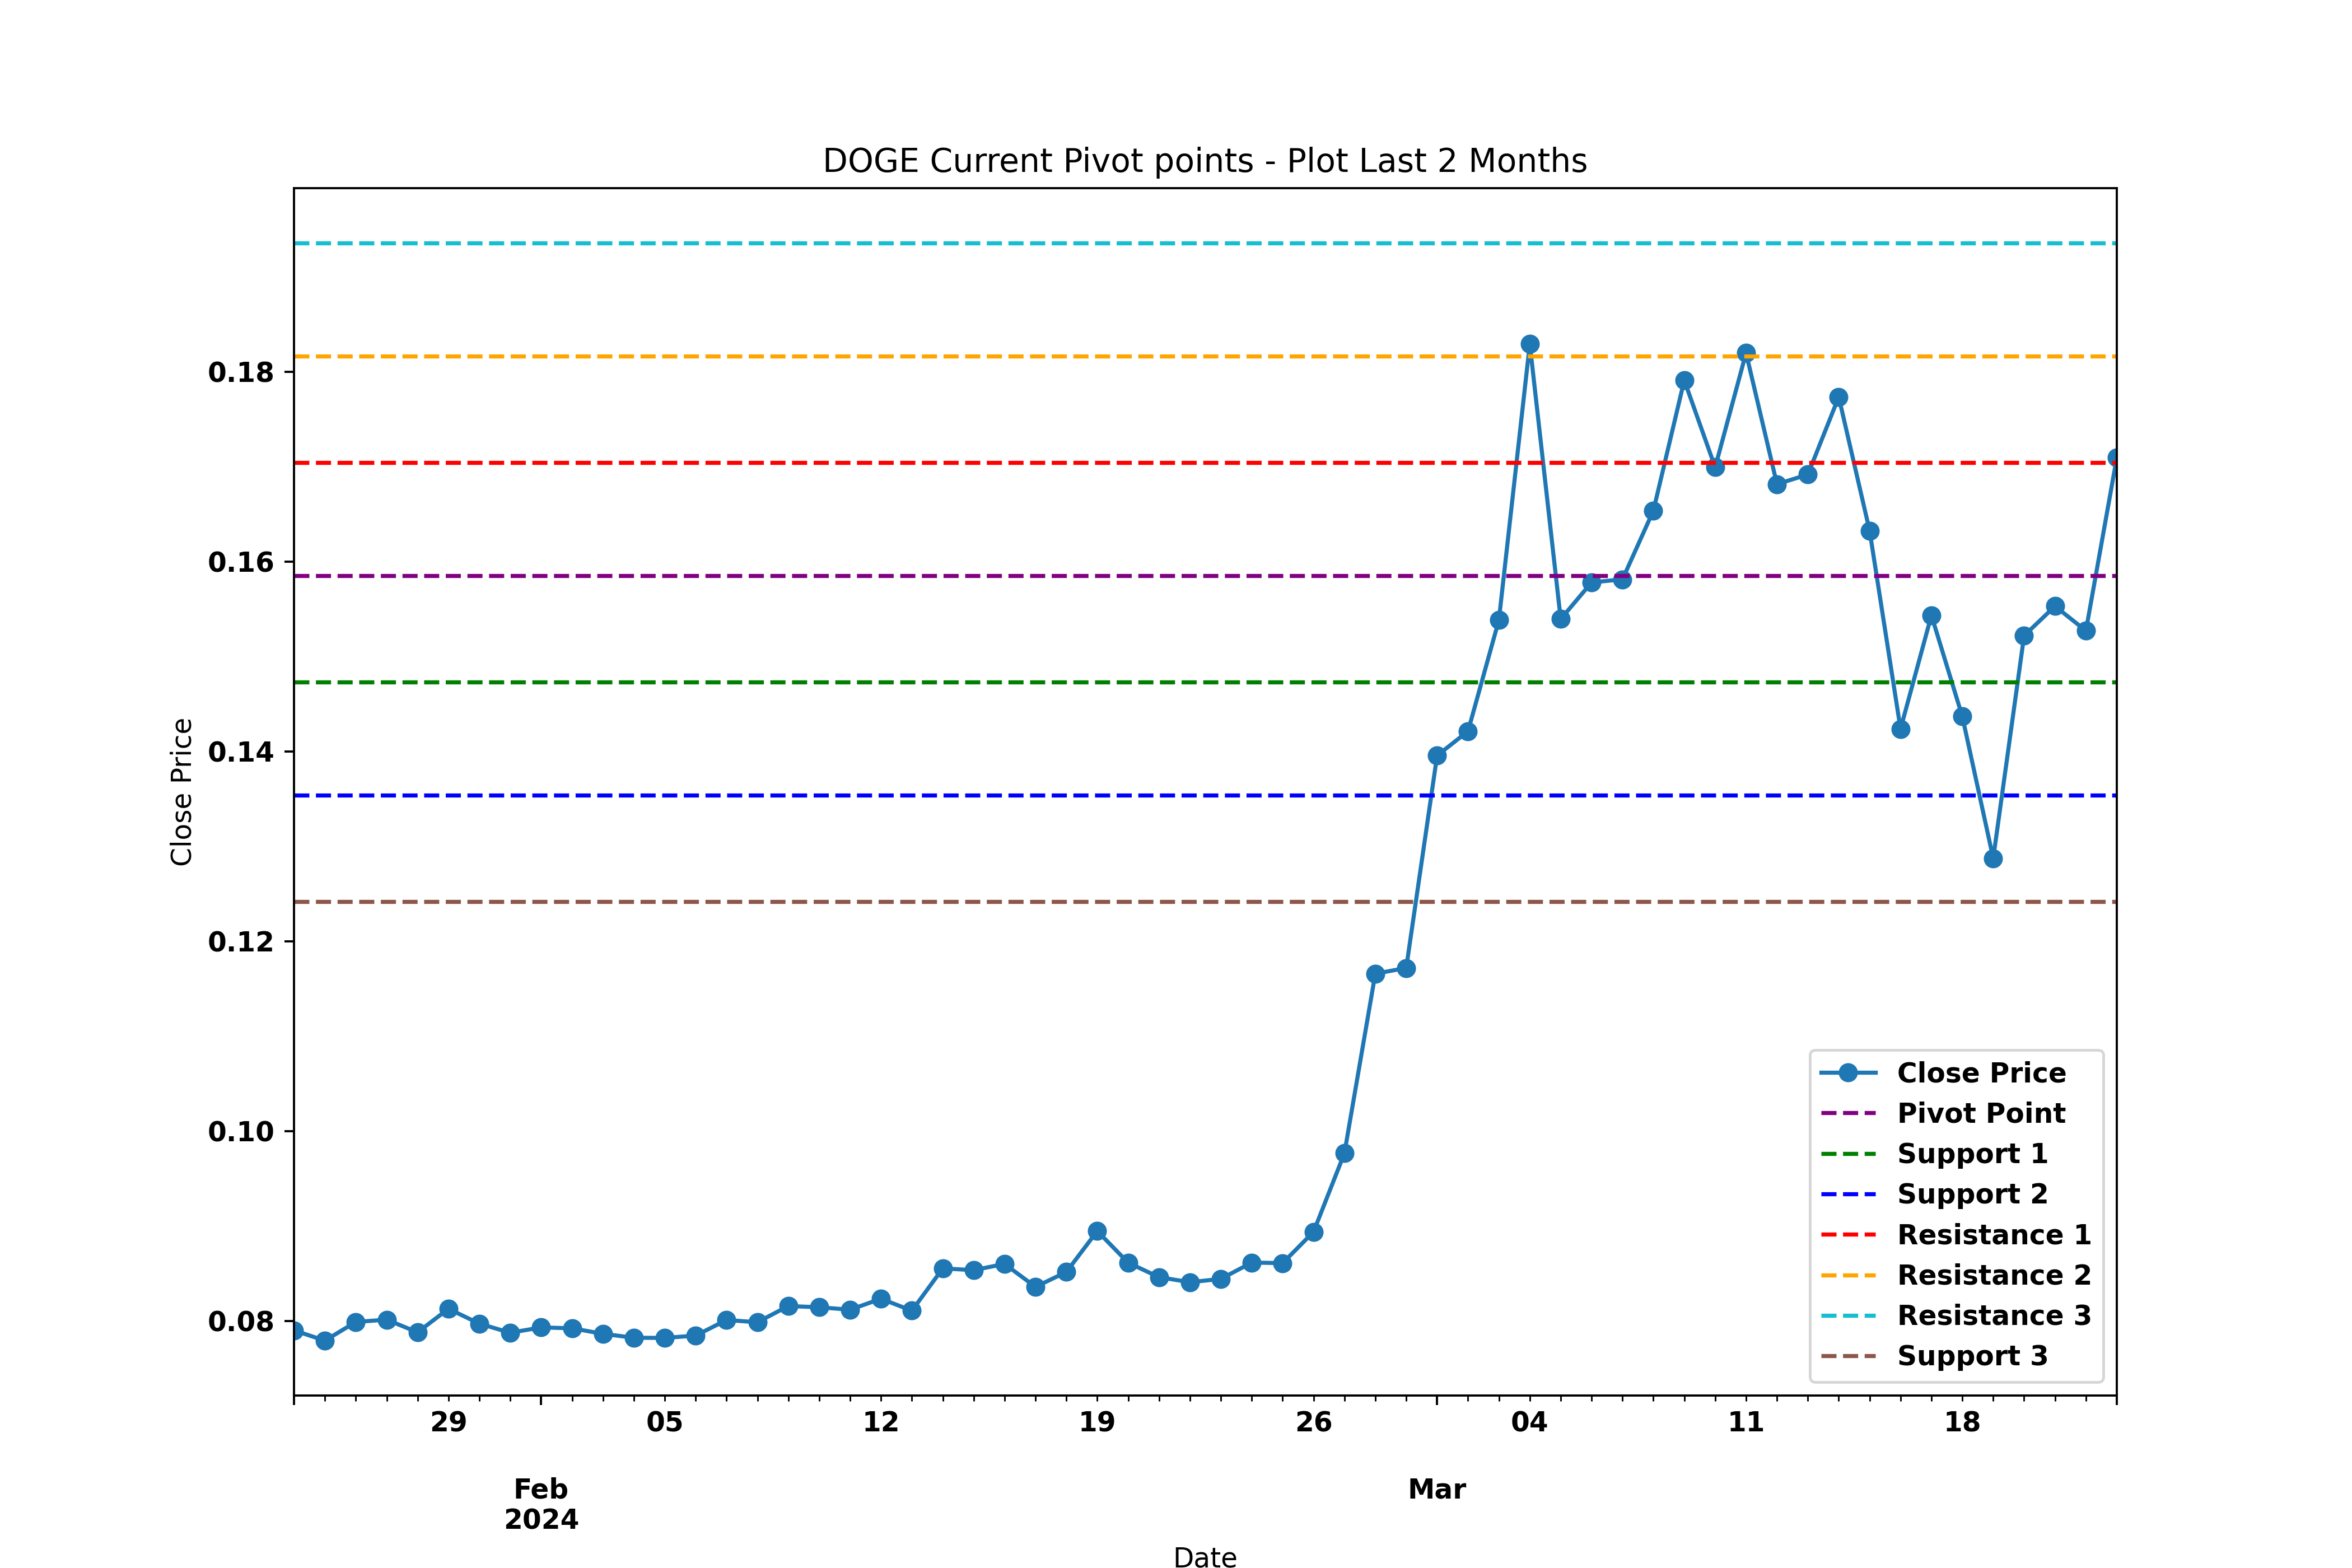 DOGE Current Pivot points - Plot Last 2 Months
Close Price
0.18
0.16
0.14
0.12
0.10
0.08
Close Price
Pivot Point
Support 1
Support 2
Resistance 1
Resistance 2
Resistance 3
Support 3
29
05
12
19
26
04
11
18
Feb
2024
Mar
Date